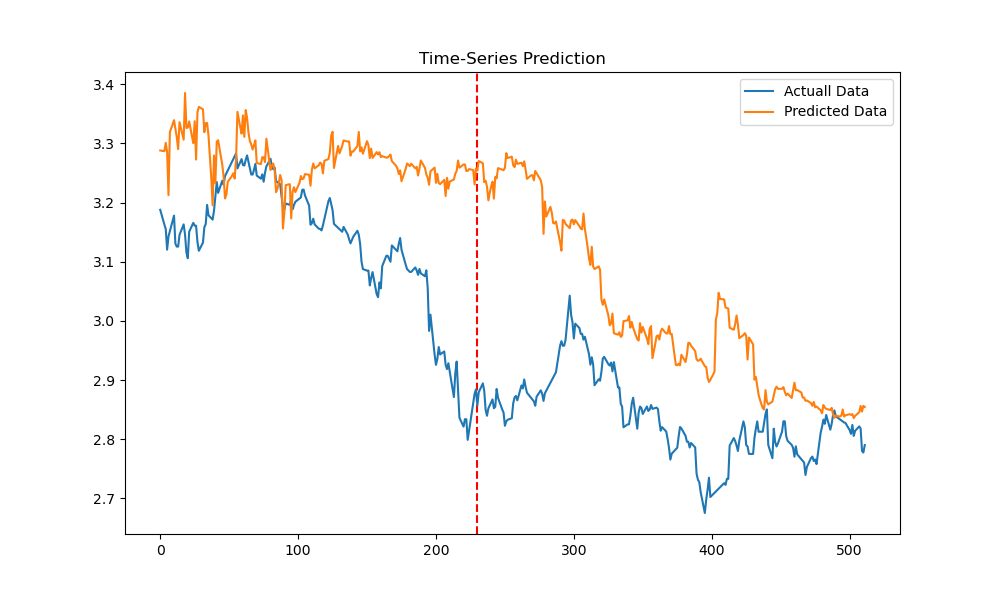 Time-Series Prediction
3.4
3.3
3.2
3.1
3.0
2.9
2.8
2.7
Actuall Data
Predicted Data
0 100 200 300 400 500